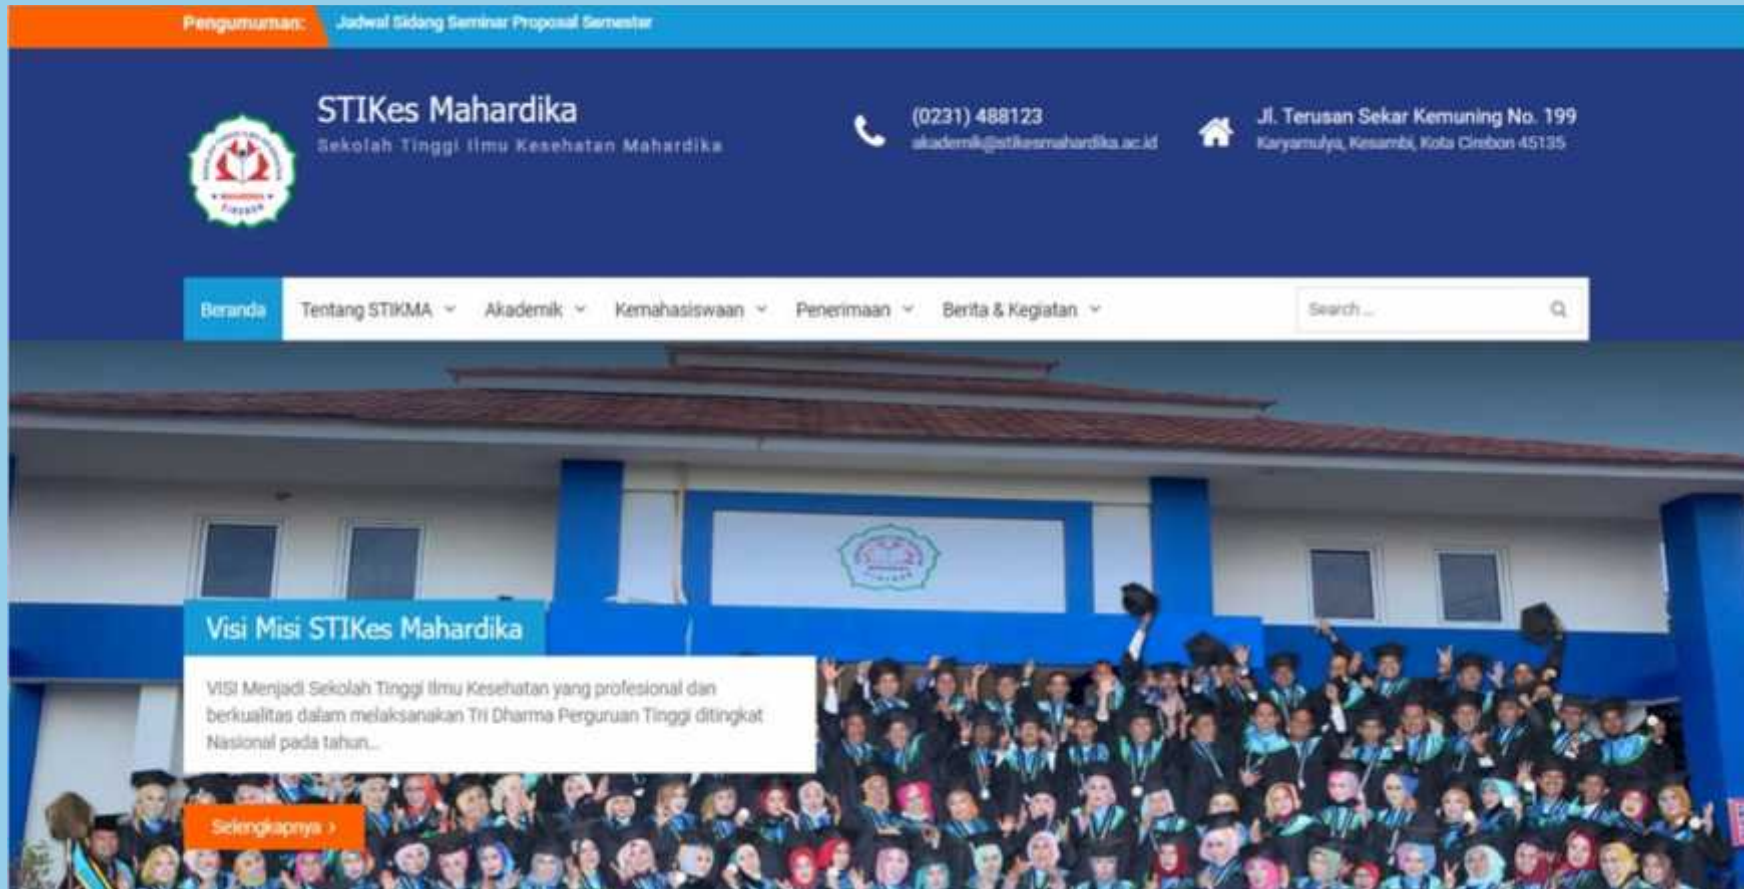 Pengumuman:
Jadwal Sidang Seminar Proposal Semester
STIKes Mahardika
Sekolah Tinggi Ilmu Kesehatan Mahardika
(0231) 488123
akademik@stikesmahardika.ac.id
Jl. Terusan Sekar Kemuning No. 199
Karyamulya, Kesambi, Kota Cirebon 45135
MAHARDIKA
CIREBON
Beranda
Tentang STIKMA
Akademik
Kemahasiswaan
Penerimaan
Berita & Kegiatan
Search ...
Visi Misi STIKes Mahardika
VISI Menjadi Sekolah Tinggi Ilmu Kesehatan yang profesional dan
berkualitas dalam melaksanakan Tri Dharma Perguruan Tinggi ditingkat
Nasional pada tahun...
Selengkapnya >